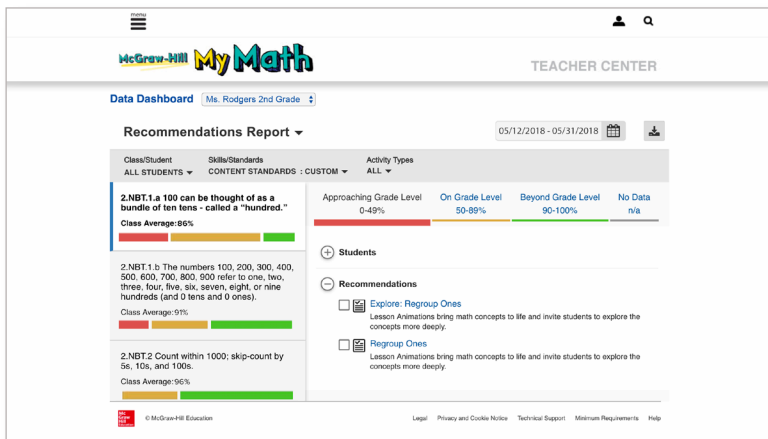 menu
McGraw-Hill My Math
TEACHER CENTER
Data Dashboard
Ms. Rodgers 2nd Grade
Recommendations Report
05/12/2018 - 05/31/2018
Class/Student
ALL STUDENTS
Skills/Standards
CONTENT STANDARDS : CUSTOM
Activity Types
ALL
2.NBT.1.a 100 can be thought of as a
bundle of ten tens - called a “hundred.”
Class Average:86%
2.NBT.1.b The numbers 100, 200, 300, 400,
500, 600, 700, 800, 900 refer to one, two,
three, four, five, six, seven, eight, or nine
hundreds (and 0 tens and 0 ones).
Class Average:91%
2.NBT.2 Count within 1000; skip-count by
5s, 10s, and 100s.
Class Average:96%
Approaching Grade Level
0-49%
On Grade Level
50-89%
Beyond Grade Level
90-100%
No Data
n/a
Students
Recommendations
Explore: Regroup Ones
Lesson Animations bring math concepts to life and invite students to explore the
concepts more deeply.
Regroup Ones
Lesson Animations bring math concepts to life and invite students to explore the
concepts more deeply.
Mc
Graw
Hill
Education
© McGraw-Hill Education
Legal
Privacy and Cookie Notice
Technical Support
Minimum Requirements
Help